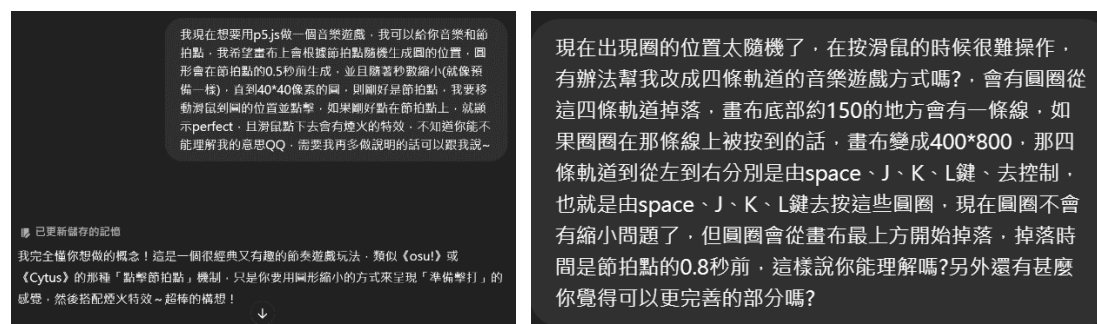 我現在想要用p5.js做一個音樂遊戲，我可以給你音樂和節
拍點，我希望畫布上會根據節拍點隨機生成圓的位置，圓
形會在節拍點的0.5秒前生成，並且隨著秒數縮小(就像預
備一樣)，直到40*40像素的圓，則剛好是節拍點，我要移
動滑鼠到圓的位置並點擊，如果剛好點在節拍點上，就顯
示perfect，且滑鼠點下去會有煙火的特效，不知道你能不
能理解我的意思QQ，需要我再多做說明的話可以跟我說~
已更新儲存的記憶
我完全懂你想做的概念！這是一個很經典又有趣的節奏遊戲玩法，類似《osu!》或
《Cytus》的那種「點擊節拍點」機制，只是你要用圓形縮小的方式來呈現「準備擊打」的
感覺，然後搭配煙火特效～超棒的構想！
現在出現圈的位置太隨機了，在按滑鼠的時候很難操作，
有辦法幫我改成四條軌道的音樂遊戲方式嗎?，會有圓圈從
這四條軌道掉落，畫布底部約150的地方會有一條線，如
果圈圈在那條線上被按到的話，畫布變成400*800，那四
條軌道到從左到右分別是由space、J、K、L鍵、去控制，
也就是由space、J、K、L鍵去按這些圓圈，現在圓圈不會
有縮小問題了，但圓圈會從畫布最上方開始掉落，掉落時
間是節拍點的0.8秒前，這樣說你能理解嗎?另外還有甚麼
你覺得可以更完善的部分嗎?